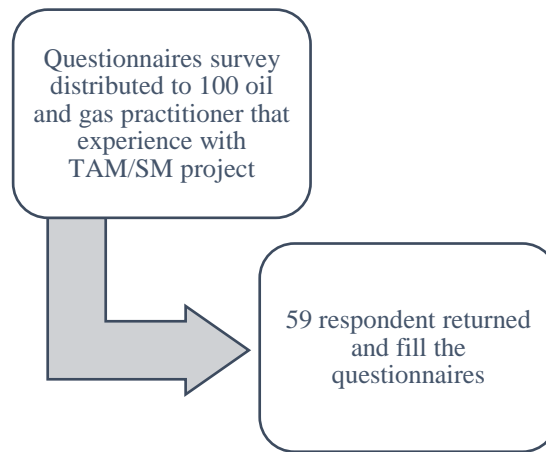 Questionnaires survey
distributed to 100 oil
and gas practitioner that
experience with
TAM/SM project
59 respondent returned
and fill the
questionnaires